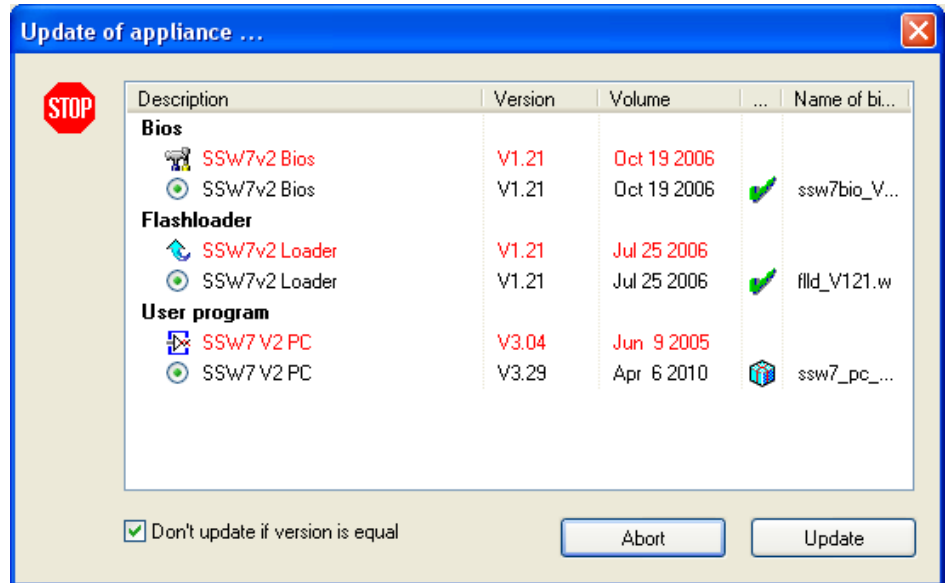 Update of appliance ...
STOP
Description Version Volume ... Name of bi...
Bios
SSW7v2 Bios V1.21 Oct 19 2006
SSW7v2 Bios V1.21 Oct 19 2006 ssw7bio_V...
Flashloader
SSW7v2 Loader V1.21 Jul 25 2006
SSW7v2 Loader V1.21 Jul 25 2006 flld_V121.w
User program
SSW7 V2 PC V3.04 Jun 9 2005
SSW7 V2 PC V3.29 Apr 6 2010 ssw7_pc_...
Don't update if version is equal
Abort Update